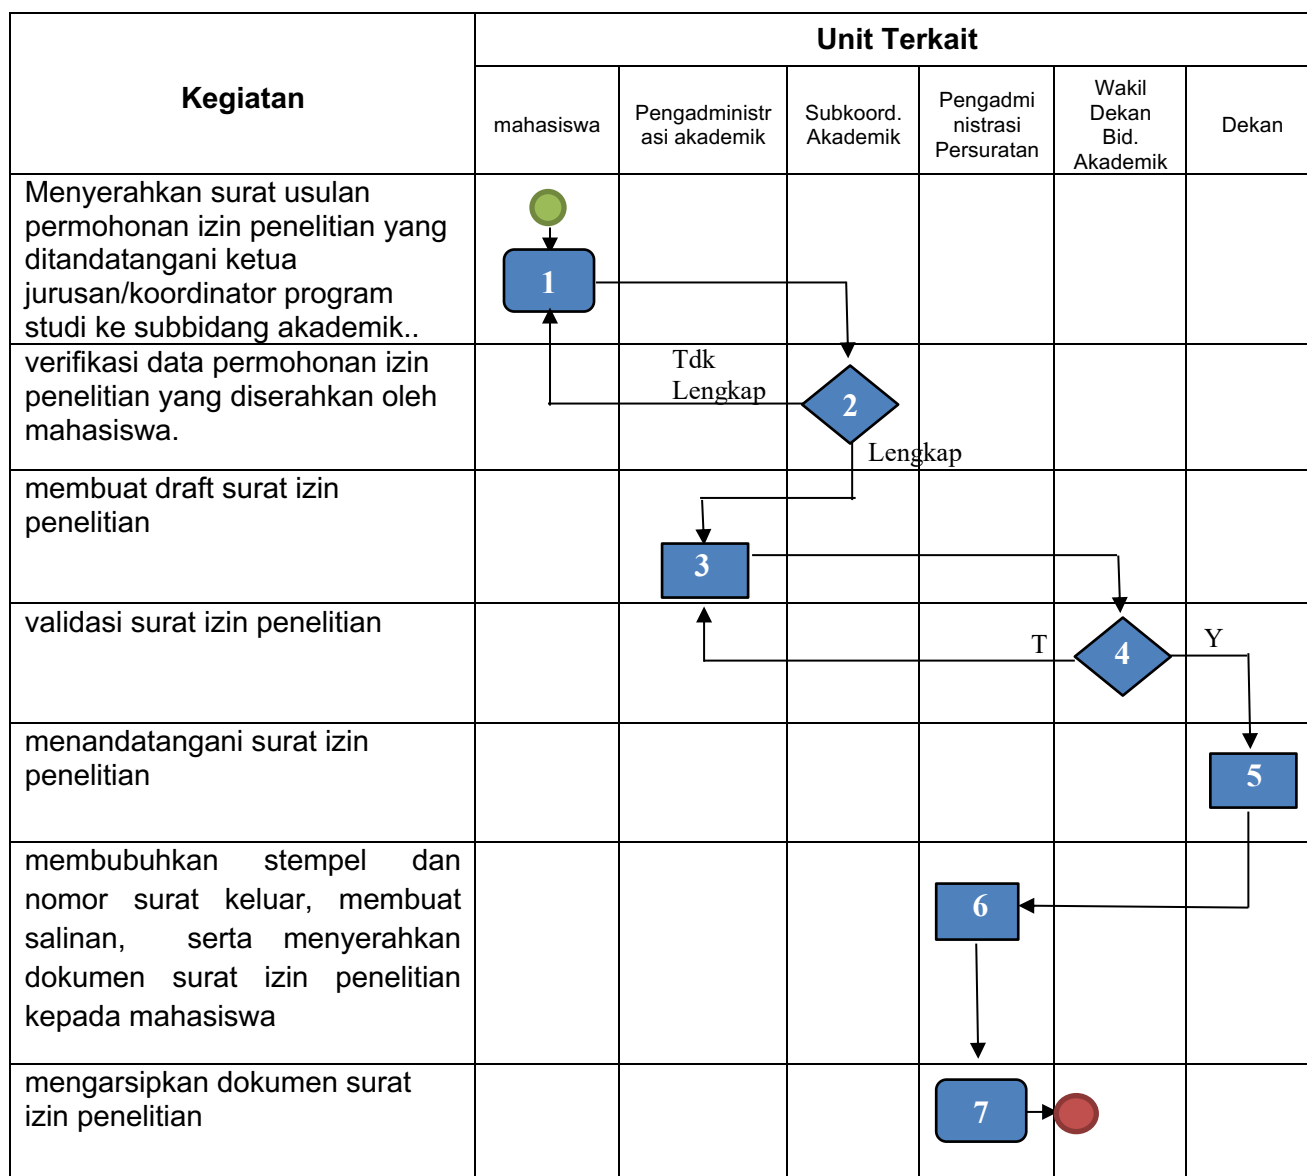 Kegiatan
Unit Terkait
mahasiswa
Pengadministr
asi akademik
Subkoord.
Akademik
Pengadmi
nistrasi
Persuratan
Wakil
Dekan
Bid.
Akademik
Dekan
Menyerahkan surat usulan
permohonan izin penelitian yang
ditandatangani ketua
jurusan/koordinator program
studi ke subbidang akademik..
1
verifikasi data permohonan izin
penelitian yang diserahkan oleh
mahasiswa.
Tdk
Lengkap
2
Lengkap
membuat draft surat izin
penelitian
3
validasi surat izin penelitian
T
4
Y
menandatangani surat izin
penelitian
5
membubuhkan stempel dan
nomor surat keluar, membuat
salinan, serta menyerahkan
dokumen surat izin penelitian
kepada mahasiswa
6
mengarsipkan dokumen surat
izin penelitian
7